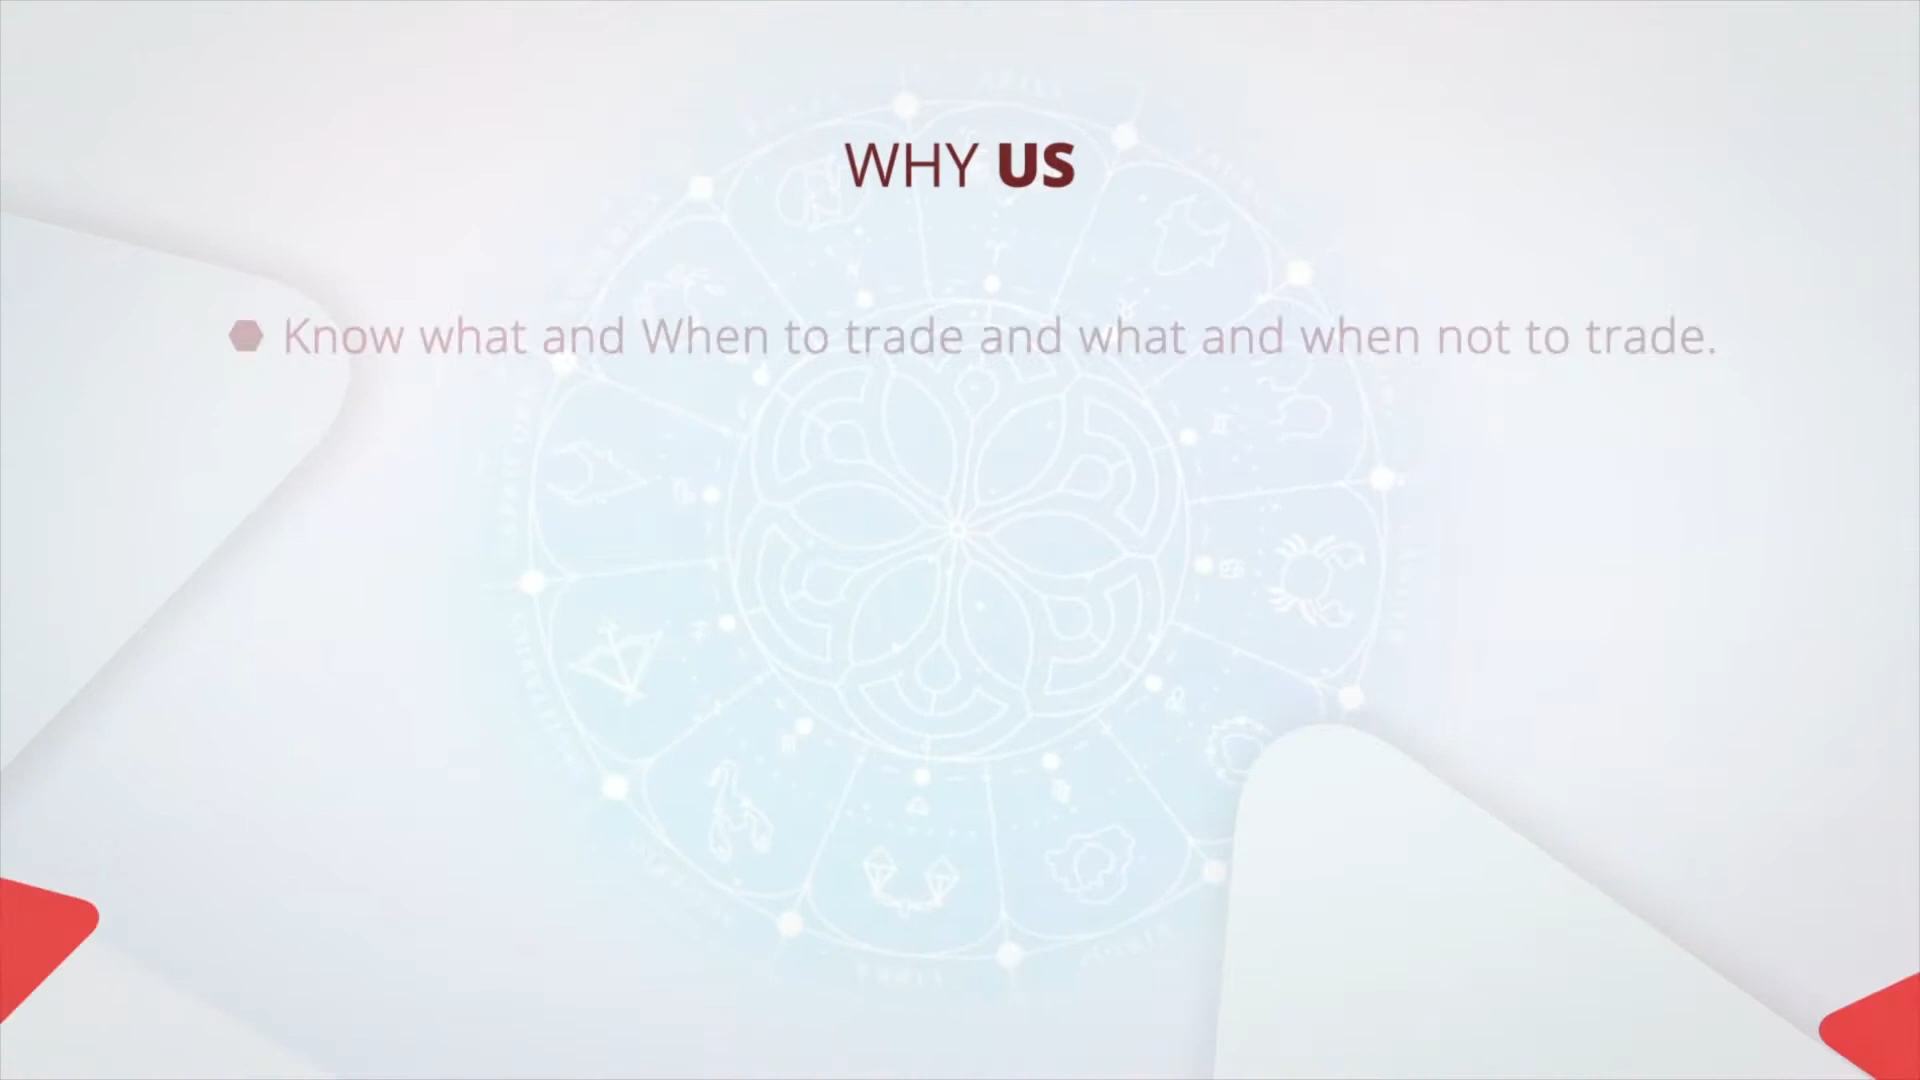 WHY US
Know what and When to trade and what and when not to trade.